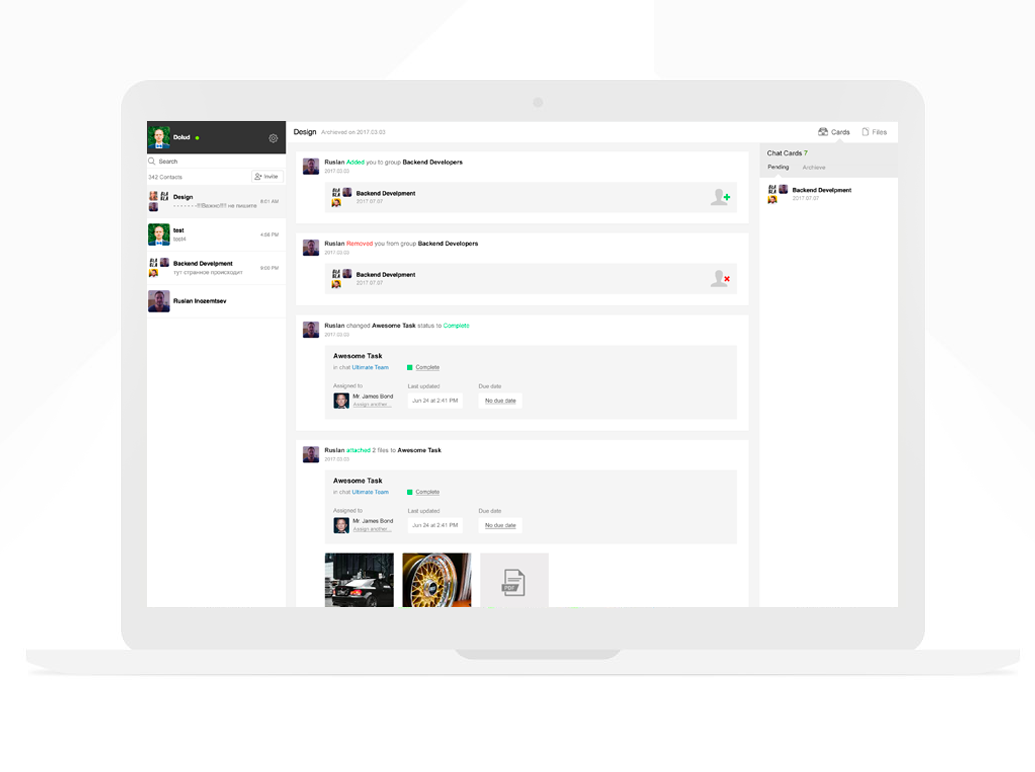 Dolud
Search
342 Contacts
Invite
Design
--------!!!Важно!!!! не пишите
8:01 AM
test
test4
4:08 PM
Backend Develpment
тут странное происходит
6:00 PM
Ruslan Inozemtsev
Design Archieved on 2017.03.03
Cards
Files
Ruslan Added you to group Backend Developers
2017.03.03
Backend Develpment
2017.07.07
Ruslan Removed you from group Backend Developers
2017.03.03
Backend Develpment
2017.07.07
Ruslan changed Awesome Task status to Complete
2017.03.03
Awesome Task
in chat Ultimate Team
Complete
Assigned to
Last updated
Due date
Mr. James Bond
Assign another...
Jun 24 at 2:41 PM
No due date
Ruslan attached 2 files to Awesome Task
2017.03.03
Awesome Task
in chat Ultimate Team
Complete
Assigned to
Last updated
Due date
Mr. James Bond
Assign another...
Jun 24 at 2:41 PM
No due date
PDF
Chat Cards 7
Pending
Archieve
Backend Develpment
2017.07.07